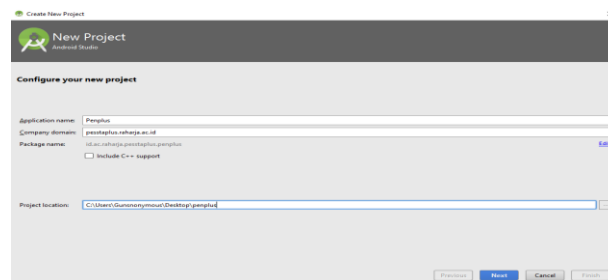 Create New Project
New Project
Android Studio
Configure your new project
Application name: Penplus
Company domain: pesstaplus.raharja.ac.id
Package name: id.ac.raharja.pesstaplus.penplus
Edit
Include C++ support
Project location: C:\Users\Gunsnonymous\Desktop\penplus
Previous Next Cancel Finish